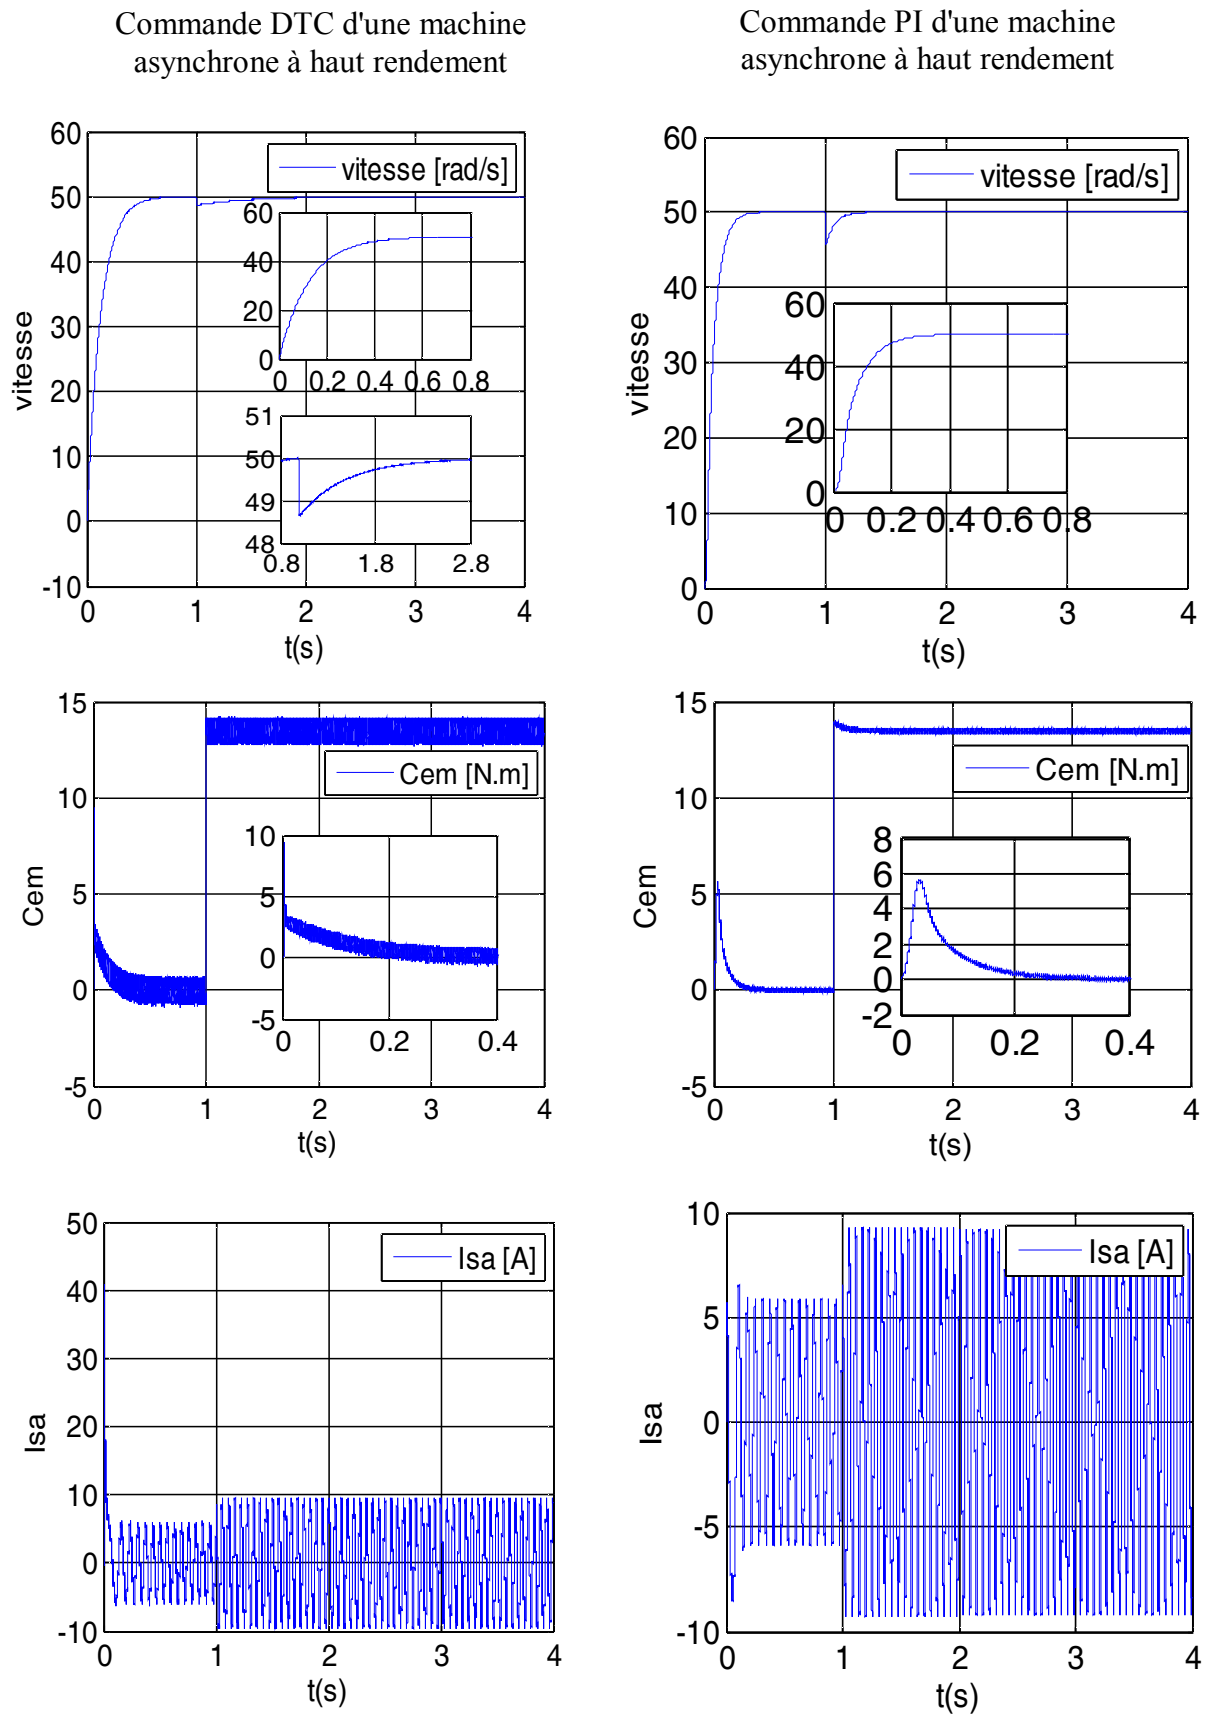 Commande DTC d'une machine
asynchrone à haut rendement
Commande PI d'une machine
asynchrone à haut rendement
60
50
40
30
20
10
0
-10
vitesse
vitesse [rad/s]
60
40
20
0
0 0.2 0.4 0.6 0.8
51
50
49
48
0.8 1.8 2.8
0 1 2 3 4
t(s)
60
50
40
30
20
10
0
vitesse
vitesse [rad/s]
60
40
20
0
0 0.2 0.4 0.6 0.8
0 1 2 3 4
t(s)
15
10
5
0
-5
Cem
Cem [N.m]
10
5
0
-5
0 0.2 0.4
0 1 2 3 4
t(s)
15
10
5
0
-5
Cem
Cem [N.m]
8
6
4
2
0
-2
0 0.2 0.4
0 1 2 3 4
t(s)
50
40
30
20
10
0
-10
Isa
Isa [A]
0 1 2 3 4
t(s)
10
5
0
-5
-10
Isa
Isa [A]
0 1 2 3 4
t(s)